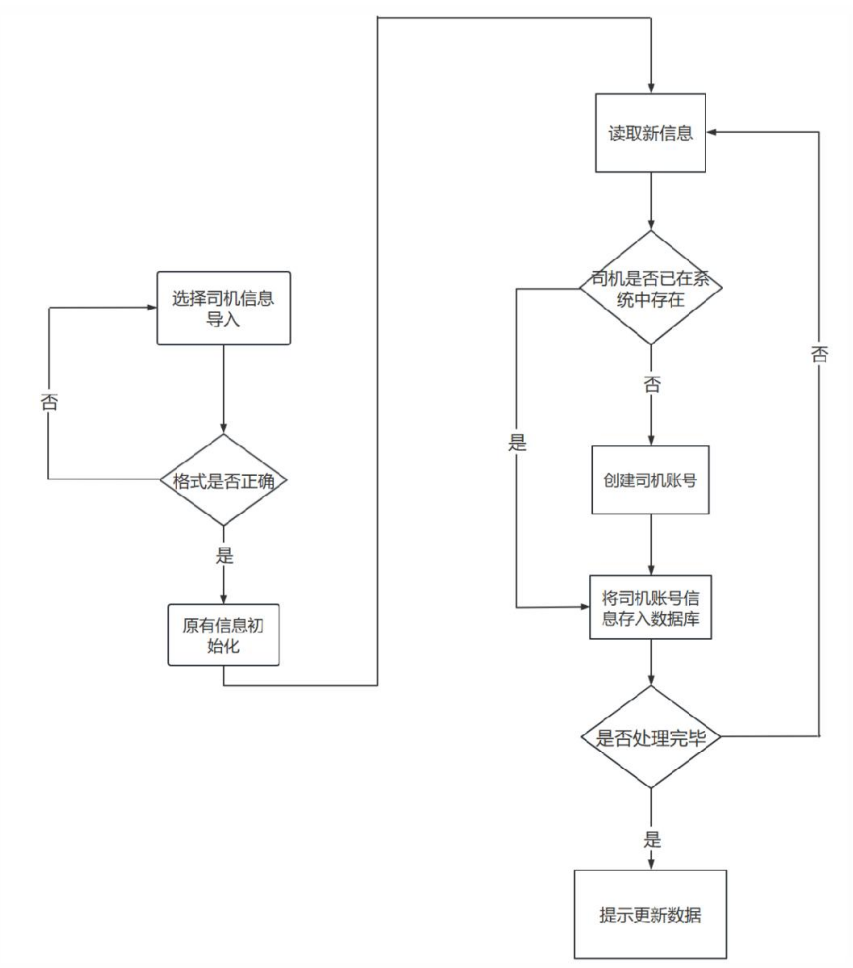 选择司机信息
导入
否
格式是否正确
是
原有信息初
始化
读取新信息
司机是否已在系
统中存在
否
是
创建司机账号
将司机账号信
息存入数据库
是否处理完毕
否
是
提示更新数据